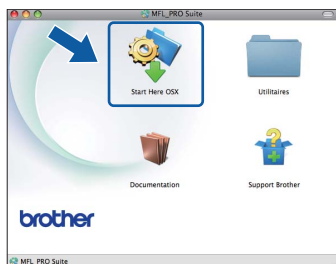 MFL_PRO Suite
Start Here OSX
Utilitaires
Documentation
Support Brother
brother
MFL_PRO Suite